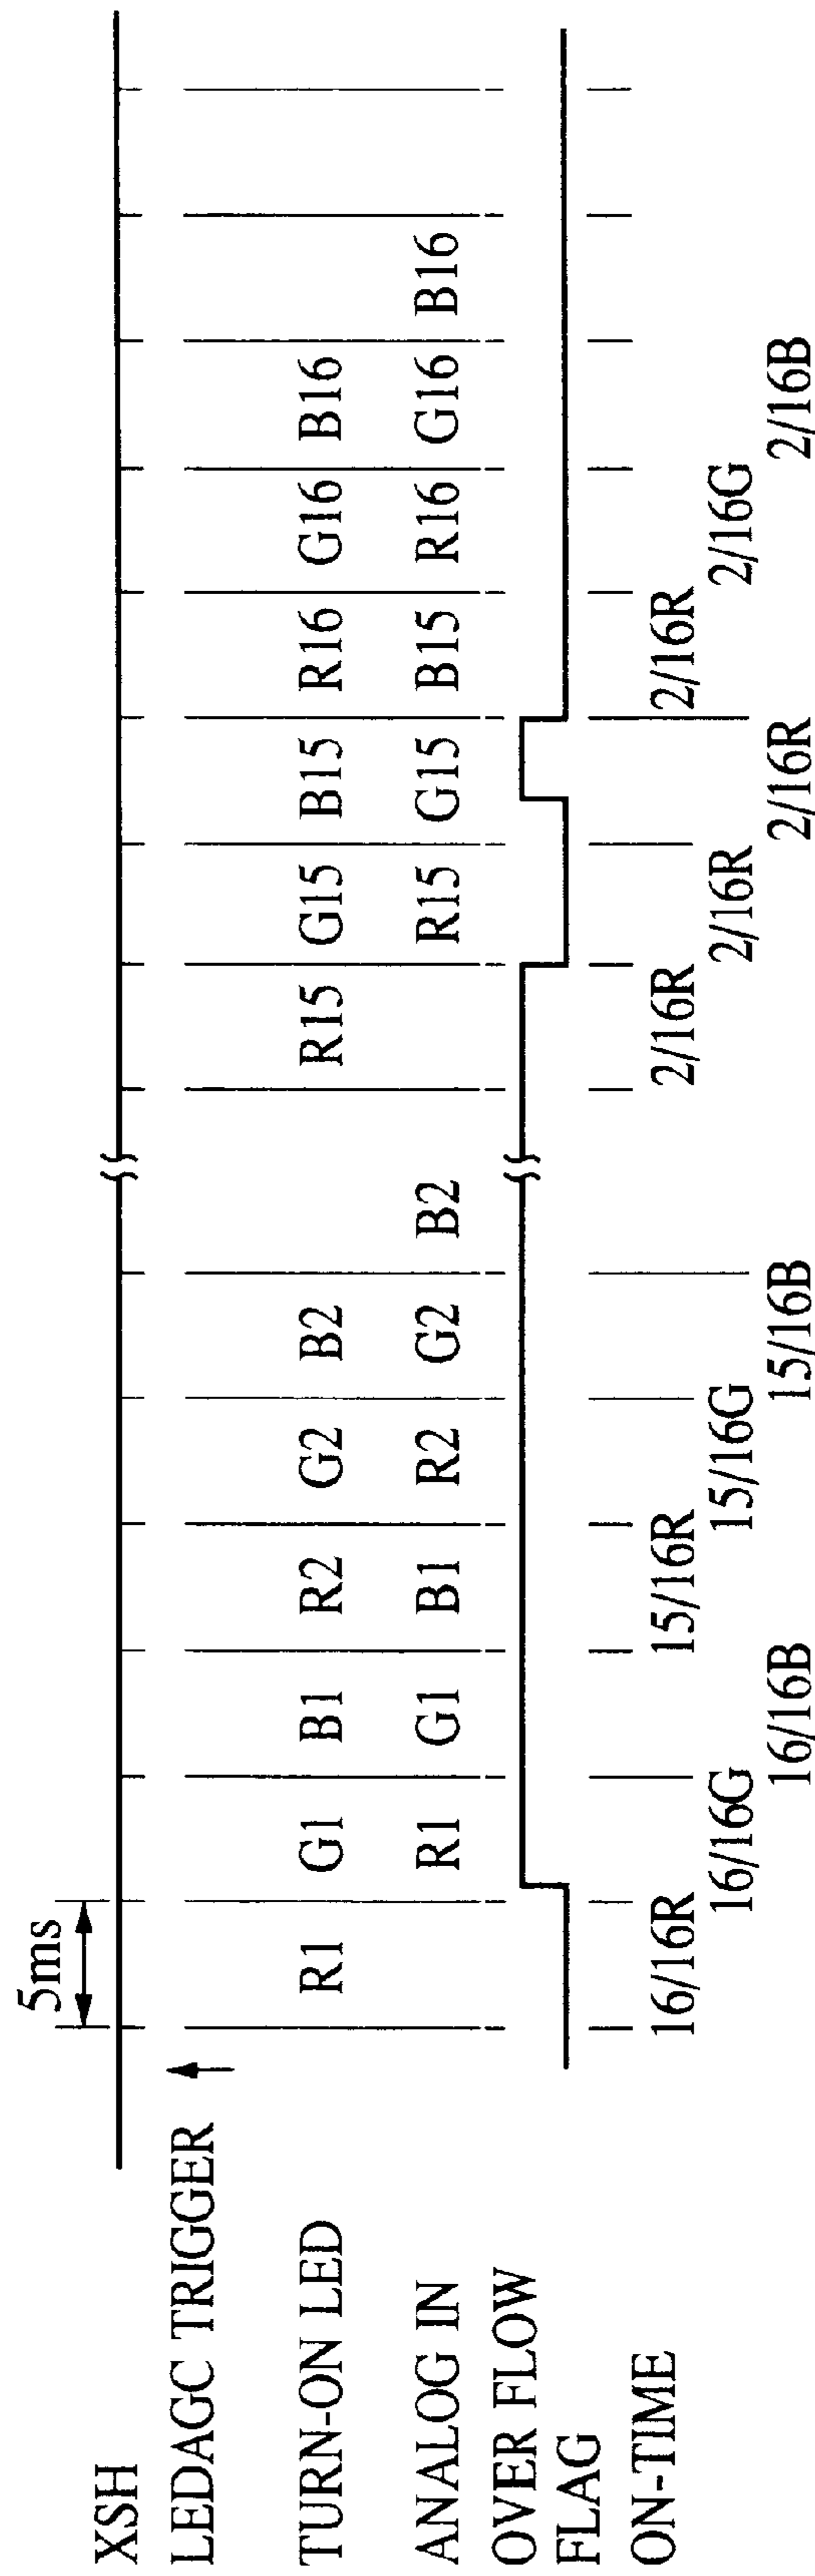 5ms
XSH
LEDAGC TRIGGER
TURN-ON LED R1 G1 B1 R2 G2 B2 R15 G15 B15 R16 G16 B16
ANALOG IN R1 G1 B1 R2 G2 B2 R15 G15 B15 R16 G16 B16
OVER FLOW
FLAG
ON-TIME
16/16R 15/16R 2/16R 2/16R
16/16G 15/16G 2/16R 2/16G
16/16B 15/16B 2/16R 2/16B